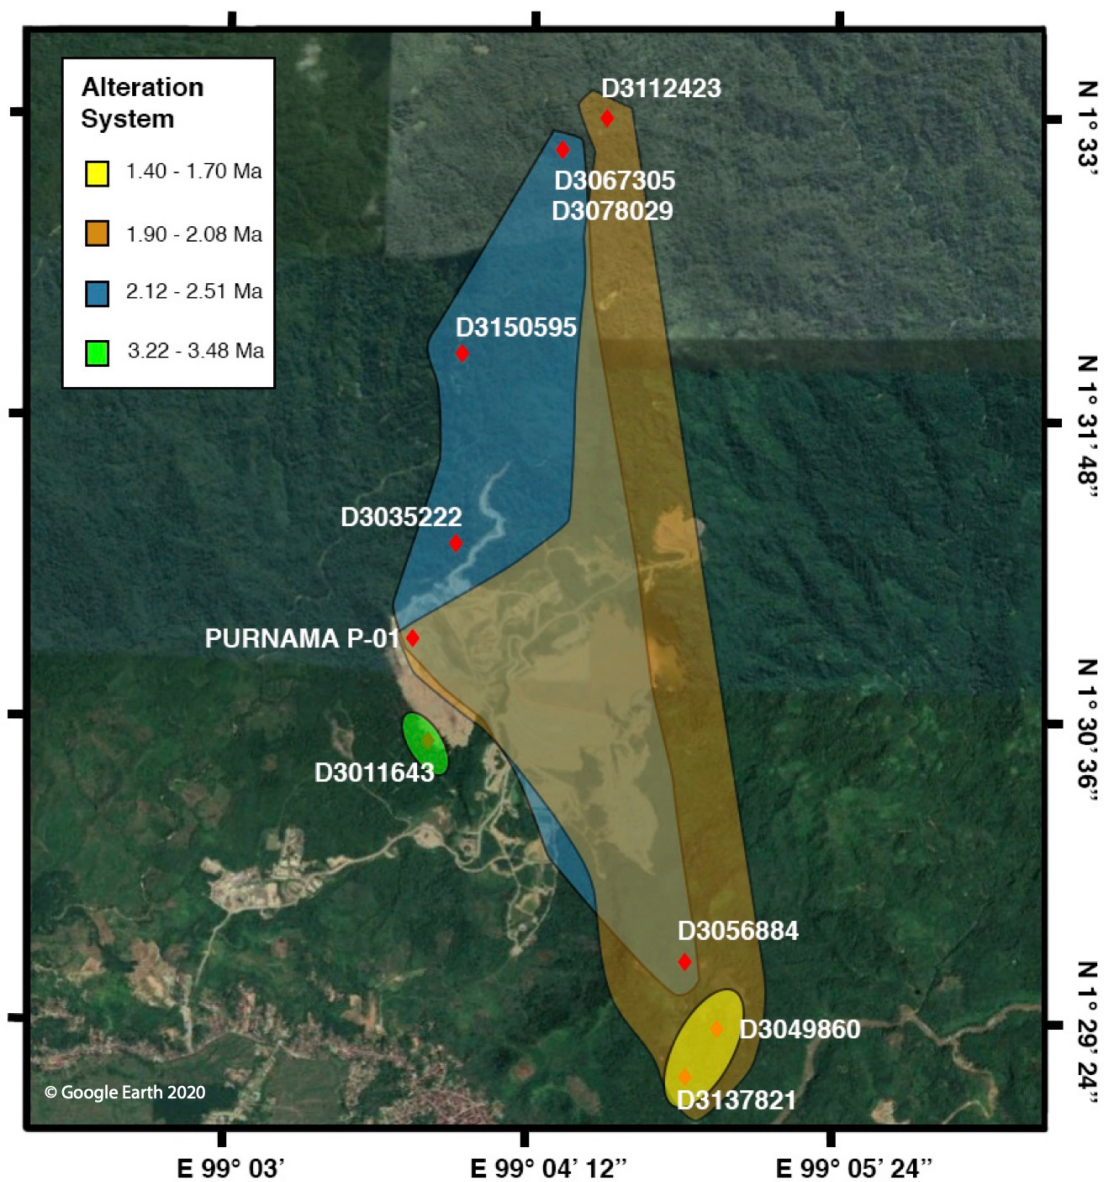 Alteration
System
1.40 - 1.70 Ma
1.90 - 2.08 Ma
2.12 - 2.51 Ma
3.22 - 3.48 Ma
D3112423
D3067305
D3078029
D3150595
D3035222
PURNAMA P-01
D3011643
D3056884
D3049860
D3137821
© Google Earth 2020
N 1° 33’
N 1° 31’ 48”
N 1° 30’ 36”
N 1° 29’ 24”
E 99° 03’
E 99° 04’ 12”
E 99° 05’ 24”